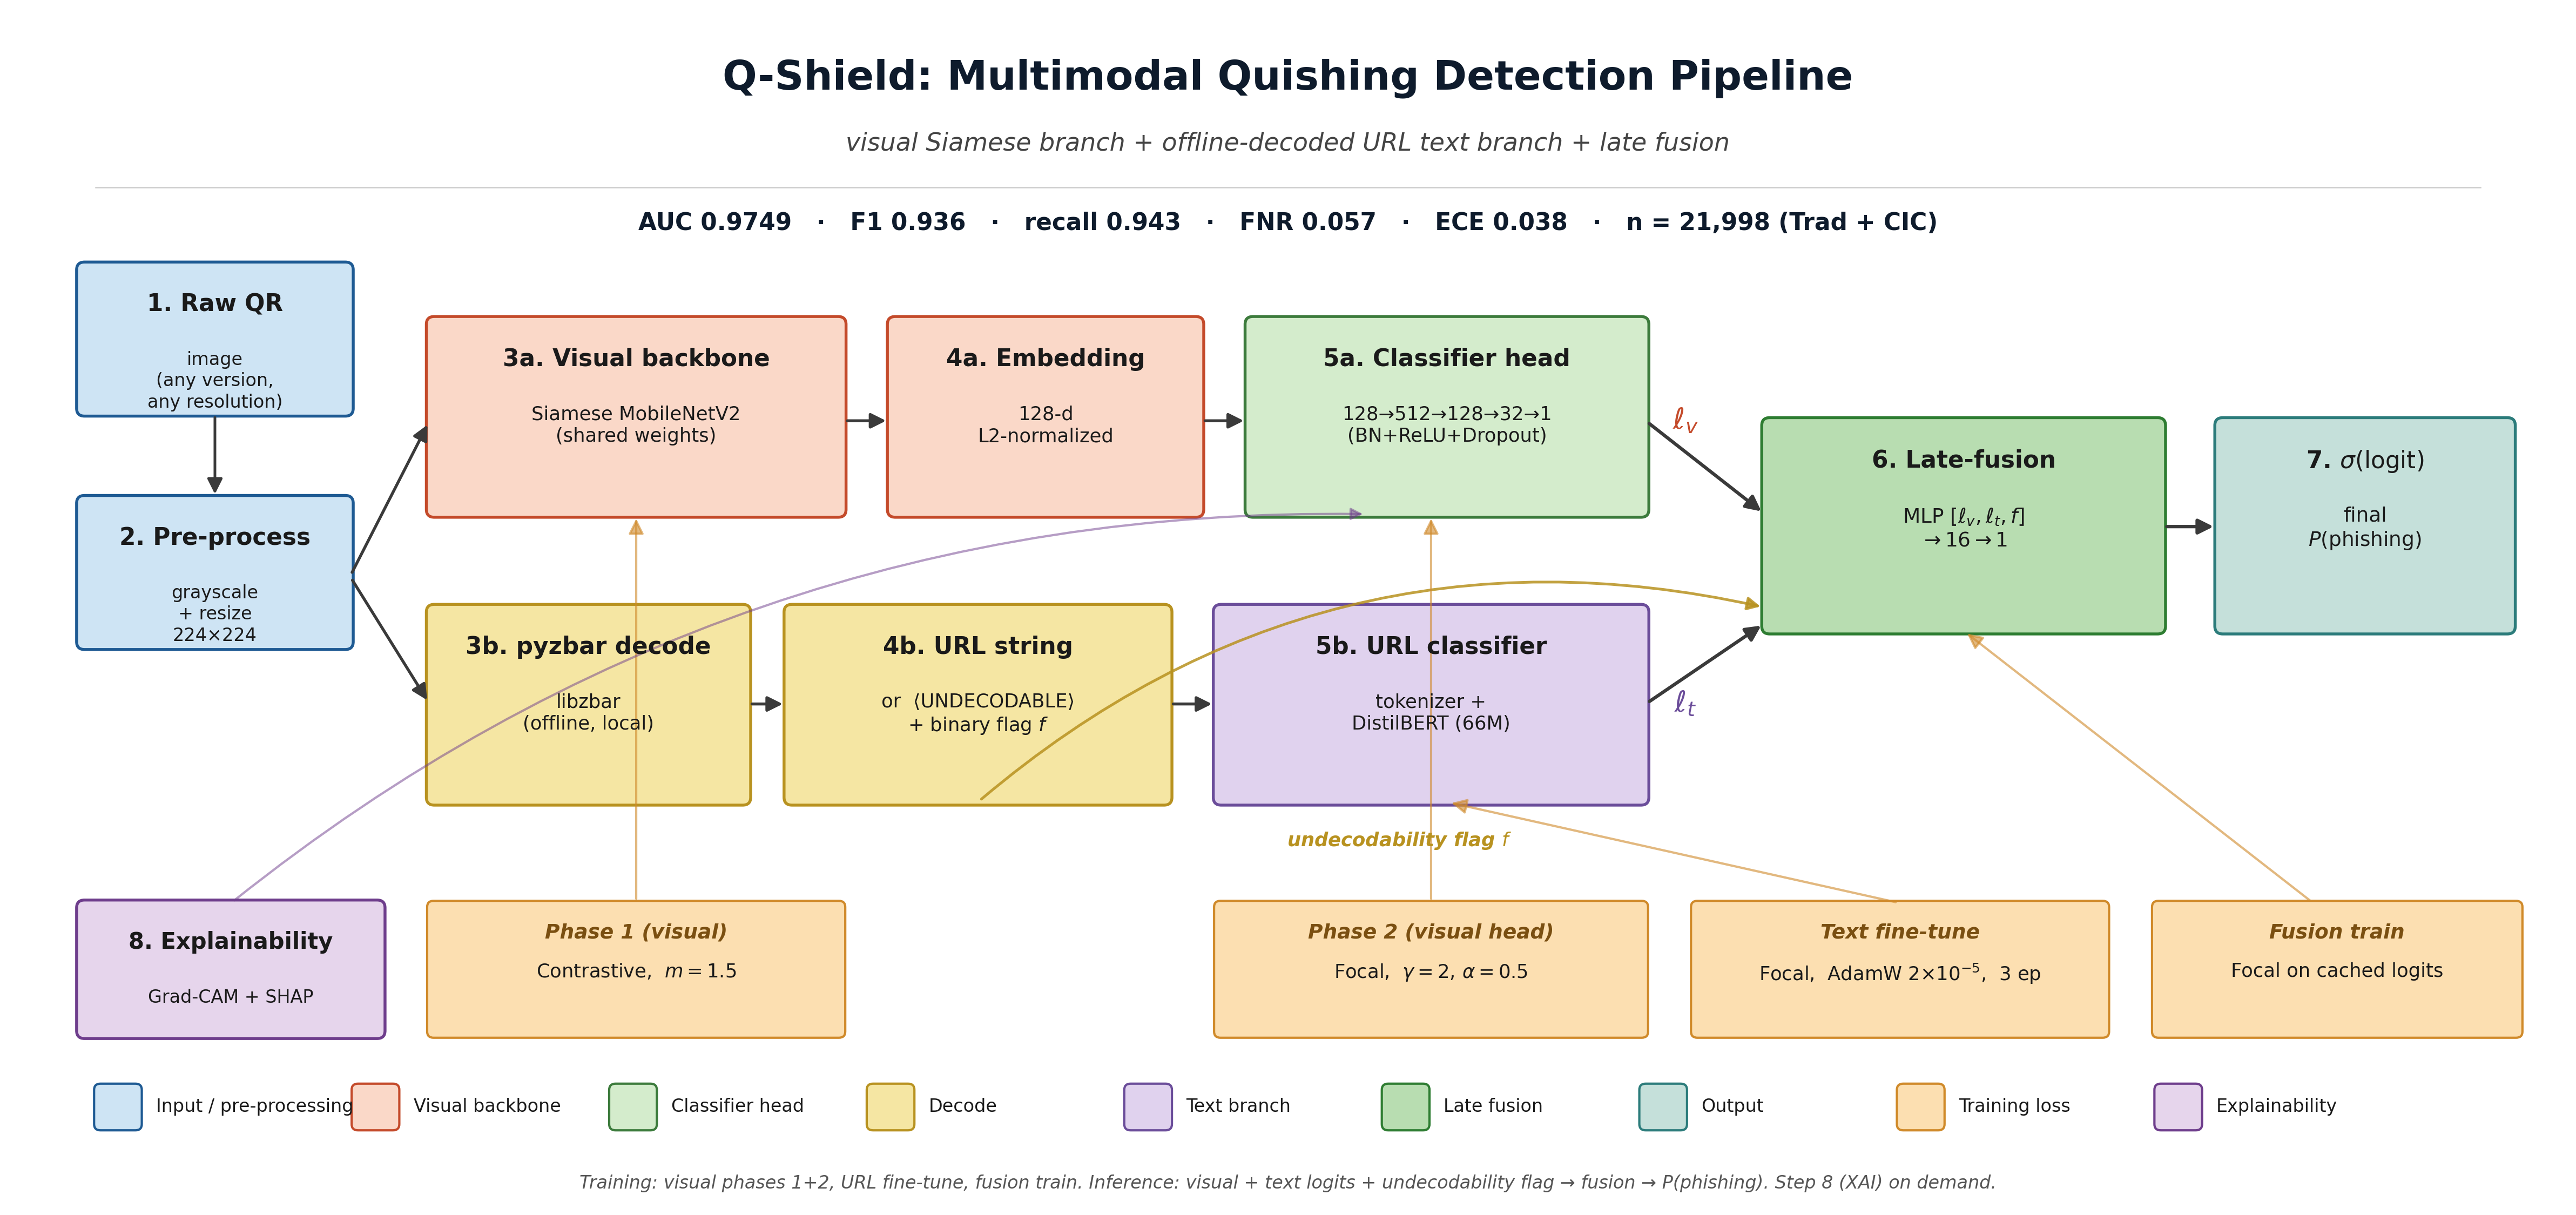 Q-Shield: Multimodal Quishing Detection Pipeline
visual Siamese branch + offline-decoded URL text branch + late fusion
AUC 0.9749 · F1 0.936 · recall 0.943 · FNR 0.057 · ECE 0.038 · n = 21,998 (Trad + CIC)
1. Raw QR
image
(any version,
any resolution)
2. Pre-process
grayscale
+ resize
224×224
3a. Visual backbone
Siamese MobileNetV2
(shared weights)
4a. Embedding
128-d
L2-normalized
5a. Classifier head
128→512→128→32→1
(BN+ReLU+Dropout)
ℓv
3b. pyzbar decode
libzbar
(offline, local)
4b. URL string
or ⟨UNDECODABLE⟩
+ binary flag f
5b. URL classifier
tokenizer +
DistilBERT (66M)
ℓt
undecodability flag f
6. Late-fusion
MLP [ℓv, ℓt, f]
→16→1
7. σ(logit)
final
P(phishing)
8. Explainability
Grad-CAM + SHAP
Phase 1 (visual)
Contrastive, m = 1.5
Phase 2 (visual head)
Focal, γ = 2, α = 0.5
Text fine-tune
Focal, AdamW 2×10⁻⁵, 3 ep
Fusion train
Focal on cached logits
Input / pre-processing
Visual backbone
Classifier head
Decode
Text branch
Late fusion
Output
Training loss
Explainability
Training: visual phases 1+2, URL fine-tune, fusion train. Inference: visual + text logits + undecodability flag → fusion → P(phishing). Step 8 (XAI) on demand.